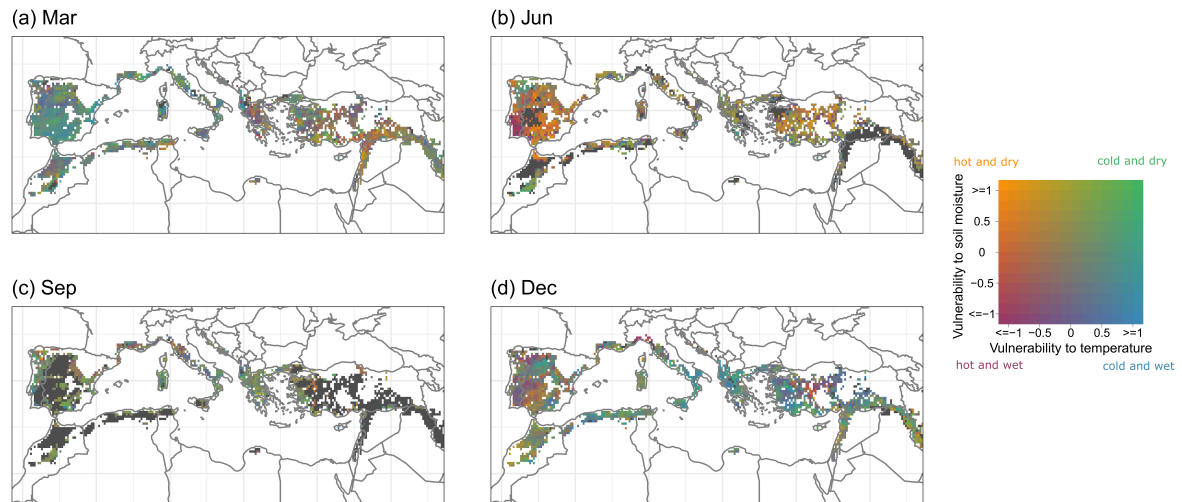 (a) Mar
(b) Jun
(c) Sep
(d) Dec
hot and dry
cold and dry
Vulnerability to soil moisture
>=1
0.5
0
−0.5
<=−1
<=−1 −0.5 0 0.5 >=1
Vulnerability to temperature
hot and wet
cold and wet